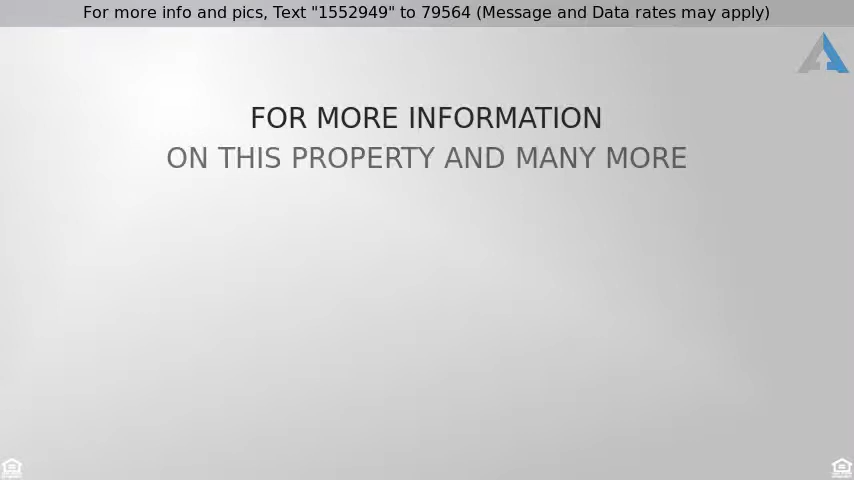 For more info and pics, Text "1552949" to 79564 (Message and Data rates may apply)
FOR MORE INFORMATION
ON THIS PROPERTY AND MANY MORE